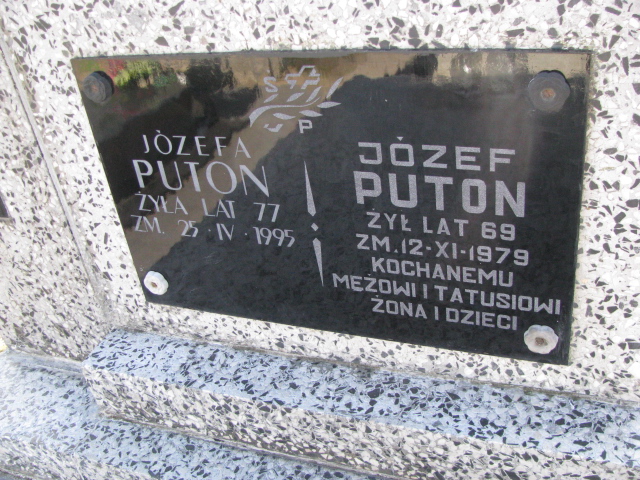 Ś P
JÓZEFA
PUTON
ŻYŁA LAT 77
ZM. 25·IV·1995
JÓZEF
PUTON
ŻYŁ LAT 69
ZM.12-XI-1979
KOCHANEMU
MĘŻOWI I TATUSIOWI
ŻONA I DZIECI